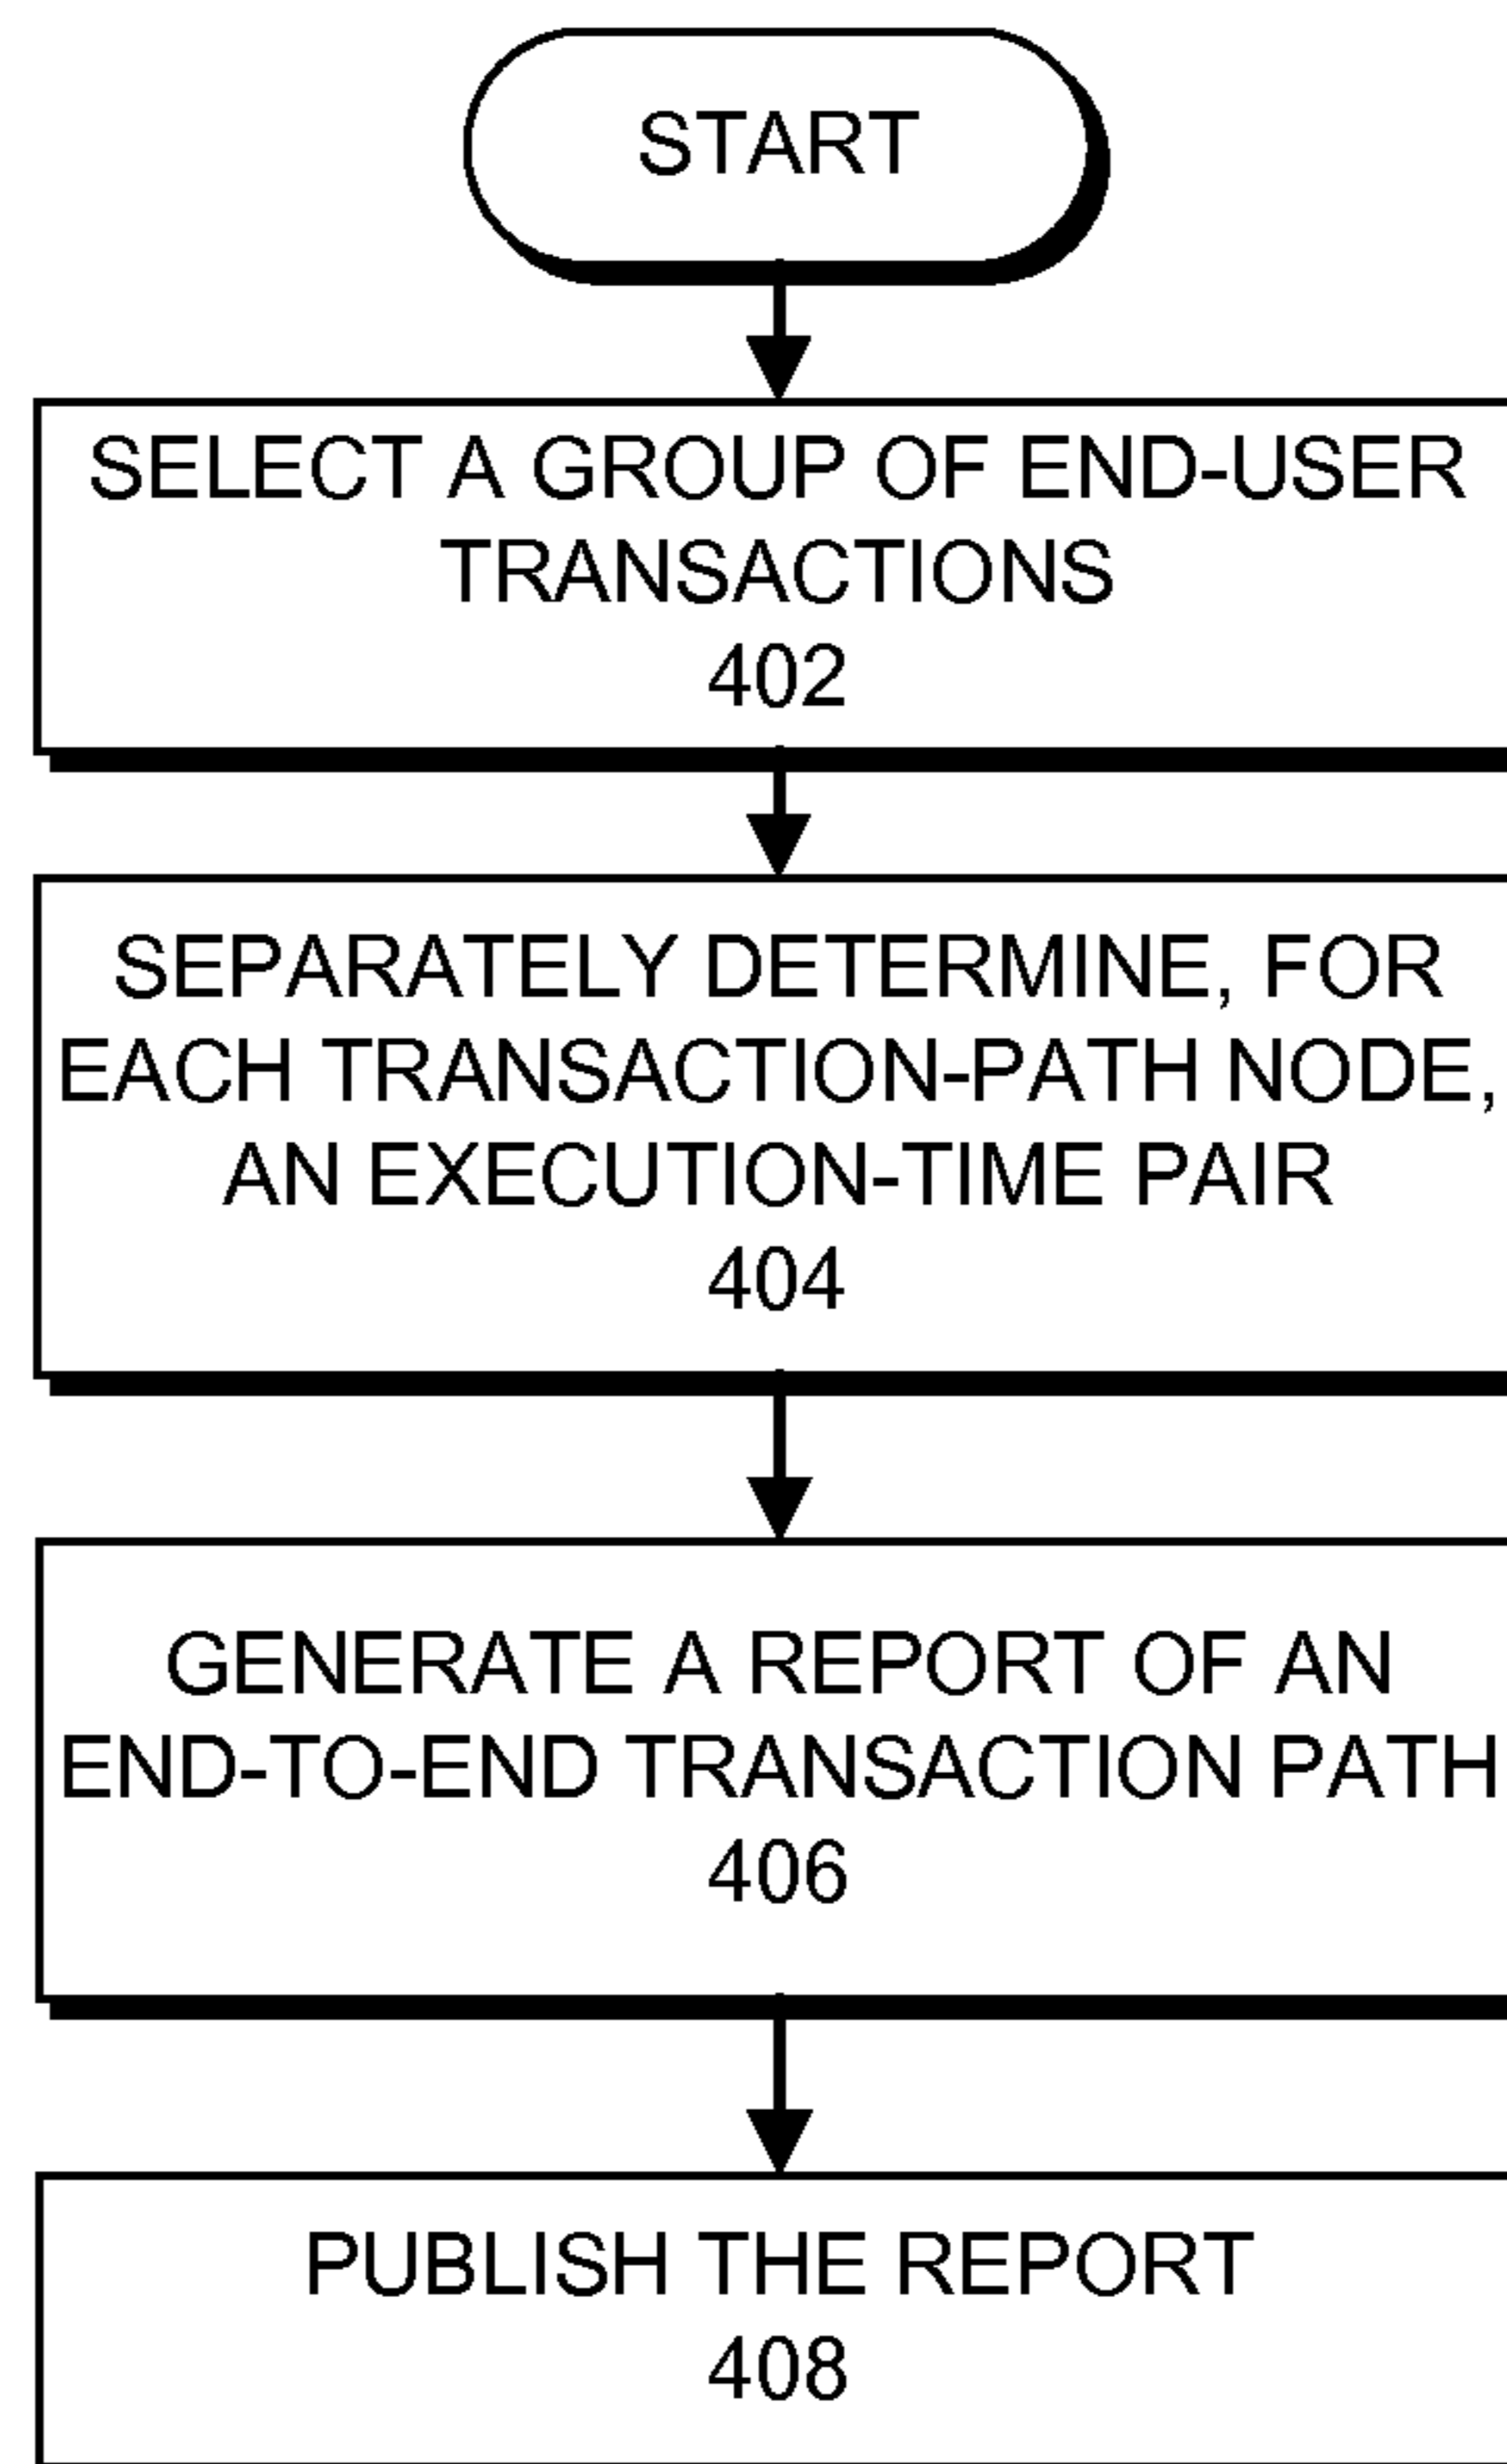 START
SELECT A GROUP OF END-USER
TRANSACTIONS
402
SEPARATELY DETERMINE, FOR
EACH TRANSACTION-PATH NODE,
AN EXECUTION-TIME PAIR
404
GENERATE A REPORT OF AN
END-TO-END TRANSACTION PATH
406
PUBLISH THE REPORT
408